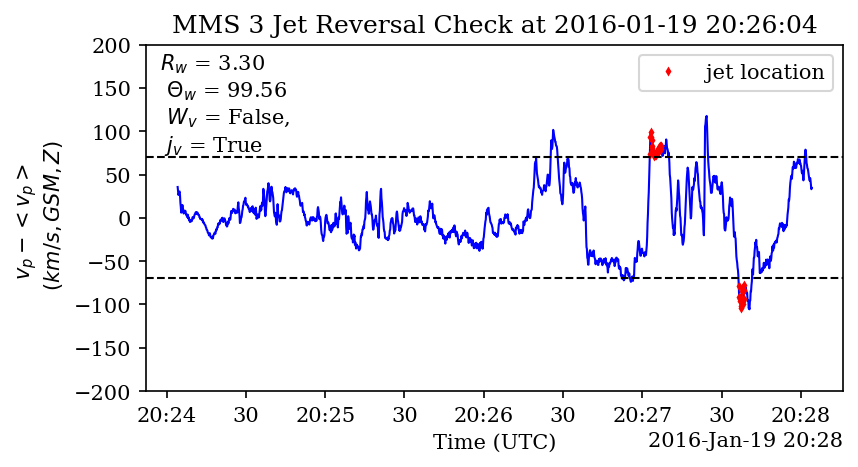 MMS 3 Jet Reversal Check at 2016-01-19 20:26:04
R_w = 3.30
Θ_w = 99.56
W_v = False,
j_v = True
jet location
v_p − < v_p >
(km/s, GSM, Z)
200
150
100
50
0
−50
−100
−150
−200
20:24 30 20:25 30 20:26 30 20:27 30 20:28
Time (UTC)
2016-Jan-19 20:28